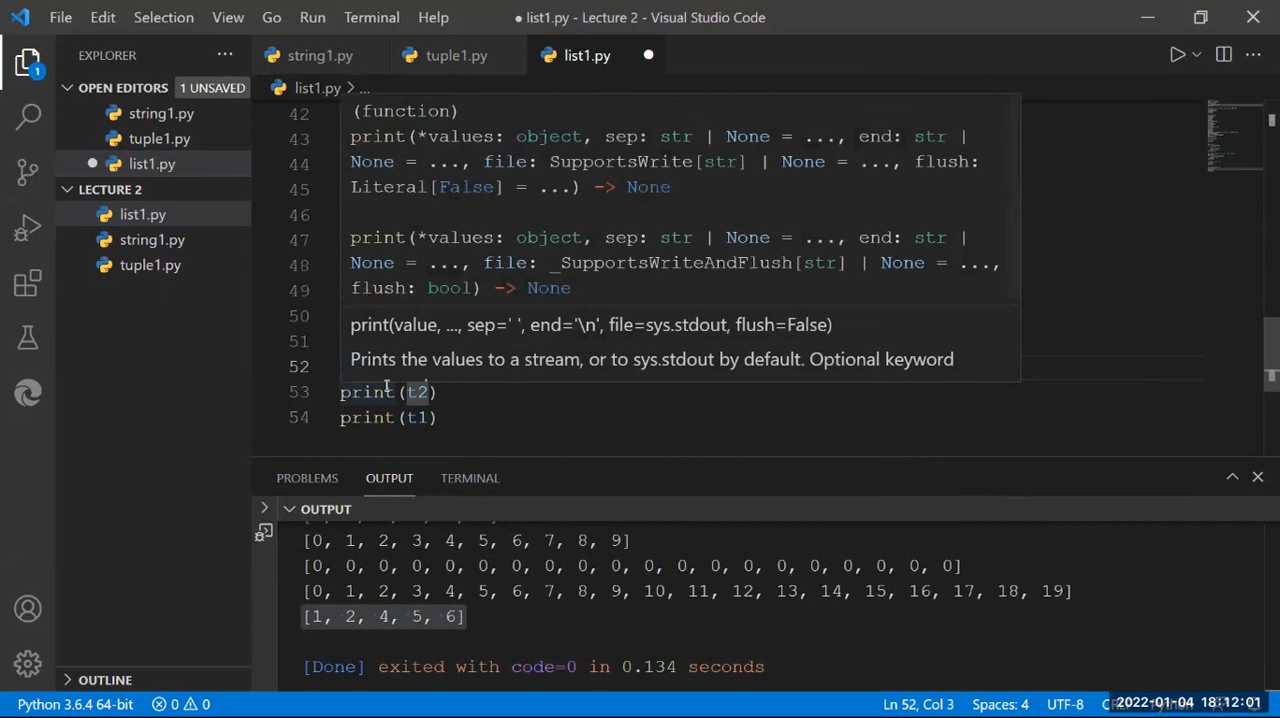 File Edit Selection View Go Run Terminal Help
● list1.py - Lecture 2 - Visual Studio Code
EXPLORER
string1.py tuple1.py list1.py
OPEN EDITORS 1 UNSAVED
list1.py > ...
string1.py
tuple1.py
list1.py
LECTURE 2
list1.py
string1.py
tuple1.py
1
42
43
44
45
46
47
48
49
50
51
52
(function)
print(*values: object, sep: str | None = ..., end: str |
None = ..., file: SupportsWrite[str] | None = ..., flush:
Literal[False] = ...) -> None
print(*values: object, sep: str | None = ..., end: str |
None = ..., file: _SupportsWriteAndFlush[str] | None = ...,
flush: bool) -> None
print(value, ..., sep=' ', end='\n', file=sys.stdout, flush=False)
Prints the values to a stream, or to sys.stdout by default. Optional keyword
53 print(t2)
54 print(t1)
PROBLEMS OUTPUT TERMINAL
OUTPUT
[0, 1, 2, 3, 4, 5, 6, 7, 8, 9]
[0, 0, 0, 0, 0, 0, 0, 0, 0, 0, 0, 0, 0, 0, 0, 0, 0, 0, 0, 0]
[0, 1, 2, 3, 4, 5, 6, 7, 8, 9, 10, 11, 12, 13, 14, 15, 16, 17, 18, 19]
[1, 2, 4, 5, 6]
[Done] exited with code=0 in 0.134 seconds
OUTLINE
Python 3.6.4 64-bit 0 0 Ln 52, Col 3 Spaces: 4 UTF-8
2022-01-04 18:12:01